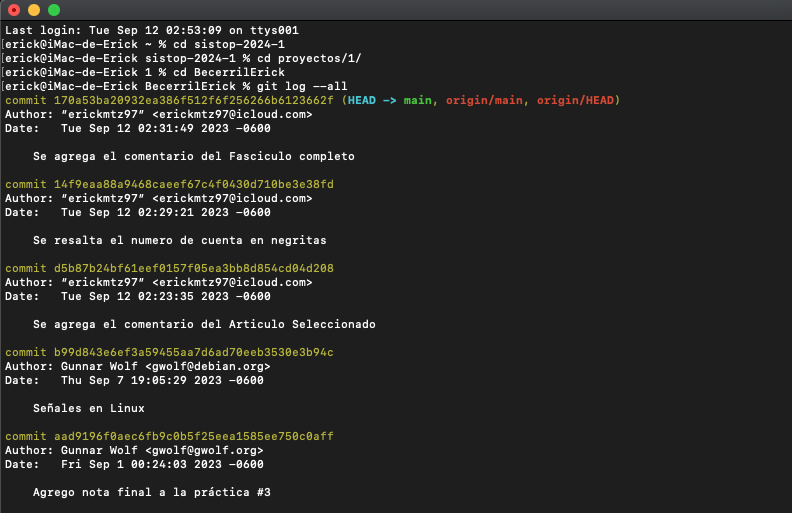 Last login: Tue Sep 12 02:53:09 on ttys001
[erick@iMac-de-Erick ~ % cd sistop-2024-1
[erick@iMac-de-Erick sistop-2024-1 % cd proyectos/1/
[erick@iMac-de-Erick 1 % cd BecerrilErick
[erick@iMac-de-Erick BecerrilErick % git log --all
commit 170a53ba20932ea386f512f6f256266b6123662f (HEAD -> main, origin/main, origin/HEAD)
Author: "erickmtz97" <erickmtz97@icloud.com>
Date:   Tue Sep 12 02:31:49 2023 -0600
Se agrega el comentario del Fasciculo completo
commit 14f9eaa88a9468caeef67c4f0430d710be3e38fd
Author: "erickmtz97" <erickmtz97@icloud.com>
Date:   Tue Sep 12 02:29:21 2023 -0600
Se resalta el numero de cuenta en negritas
commit d5b87b24bf61eef0157f05ea3bb8d854cd04d208
Author: "erickmtz97" <erickmtz97@icloud.com>
Date:   Tue Sep 12 02:23:35 2023 -0600
Se agrega el comentario del Articulo Seleccionado
commit b99d843e6ef3a59455aa7d6ad70eeb3530e3b94c
Author: Gunnar Wolf <gwolf@debian.org>
Date:   Thu Sep 7 19:05:29 2023 -0600
Señales en Linux
commit aad9196f0aec6fb9c0b5f25eea1585ee750c0aff
Author: Gunnar Wolf <gwolf@gwolf.org>
Date:   Fri Sep 1 00:24:03 2023 -0600
Agrego nota final a la práctica #3